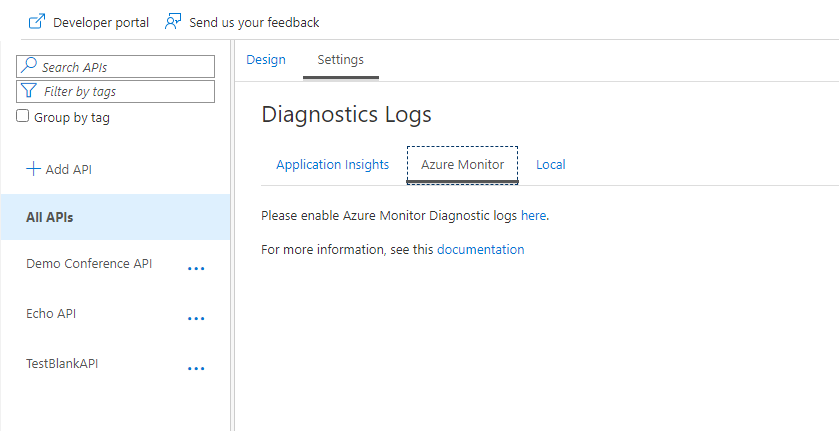 Developer portal Send us your feedback
Search APIs
Filter by tags
Group by tag
Add API
All APIs
Demo Conference API ...
Echo API ...
TestBlankAPI ...
Design Settings
Diagnostics Logs
Application Insights Azure Monitor Local
Please enable Azure Monitor Diagnostic logs here.
For more information, see this documentation